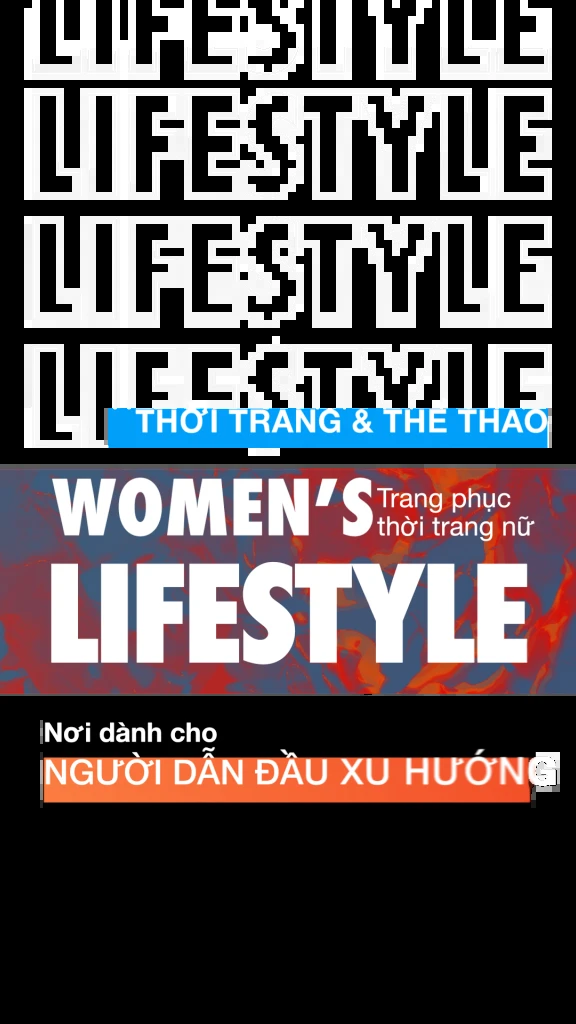 LIFESTYLE
LIFESTYLE
LIFESTYLE
LIFESTYLE
THỜI TRANG & THỂ THAO
WOMEN’S Trang phục
thời trang nữ
LIFESTYLE
Nơi dành cho
NGƯỜI DẪN ĐẦU XU HƯỚNG